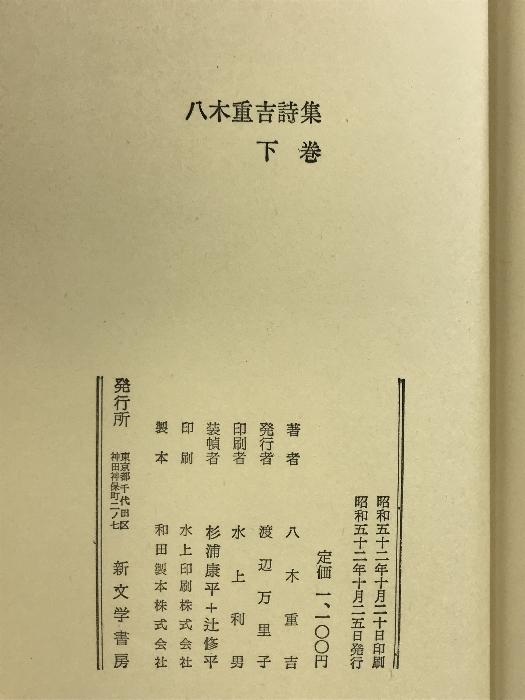 八木重吉詩集
下巻
昭和五十二年十月二十日印刷
昭和五十二年十月二五日発行
定価 一、一〇〇円
著者 八木重吉
発行者 渡辺万里子
印刷者 水上利男
装幀者 杉浦康平+辻修平
印刷 水上印刷株式会社
製本 和田製本株式会社
発行所 東京都千代田区
神田神保町二ノ七
新文学書房